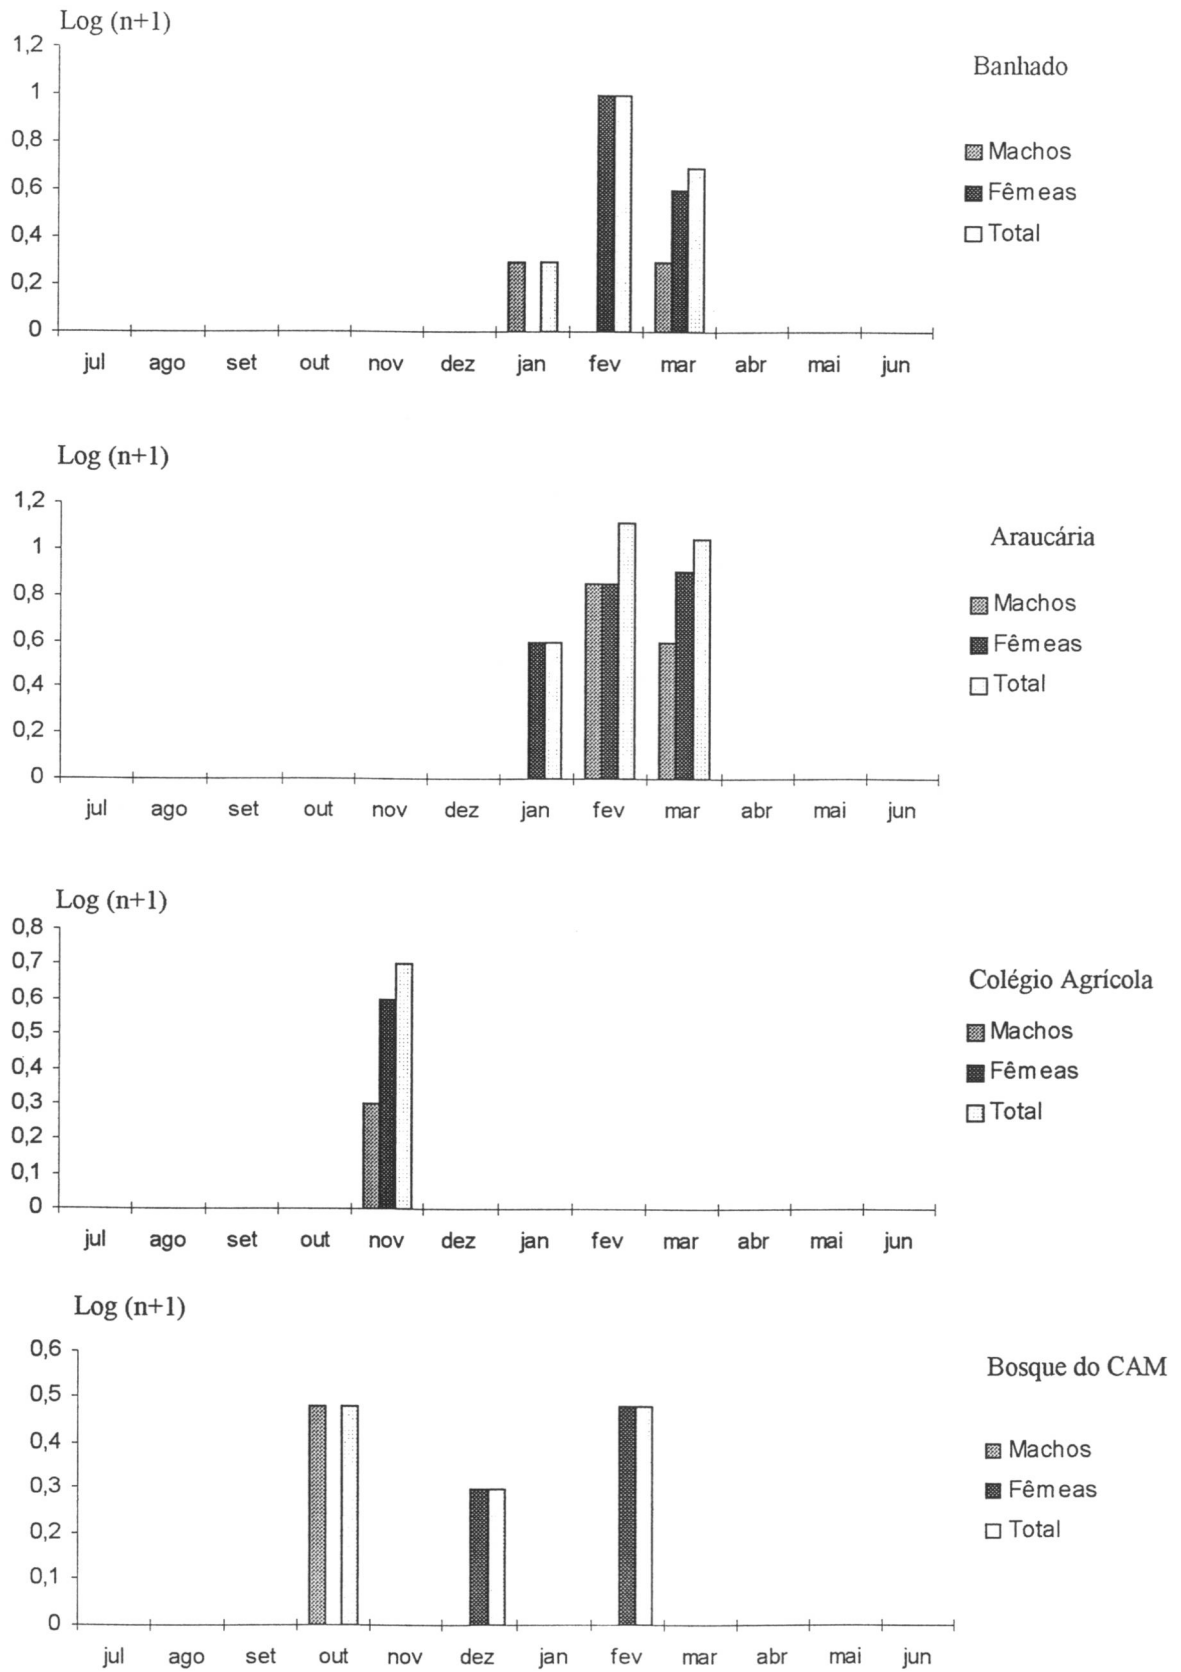 Log (n+1)
1,2
1
0,8
0,6
0,4
0,2
0
jul ago set out nov dez jan fev mar abr mai jun
Banhado
Machos
Fêmeas
Total
Log (n+1)
1,2
1
0,8
0,6
0,4
0,2
0
jul ago set out nov dez jan fev mar abr mai jun
Araucária
Machos
Fêmeas
Total
Log (n+1)
0,8
0,7
0,6
0,5
0,4
0,3
0,2
0,1
0
jul ago set out nov dez jan fev mar abr mai jun
Colégio Agrícola
Machos
Fêmeas
Total
Log (n+1)
0,6
0,5
0,4
0,3
0,2
0,1
0
jul ago set out nov dez jan fev mar abr mai jun
Bosque do CAM
Machos
Fêmeas
Total